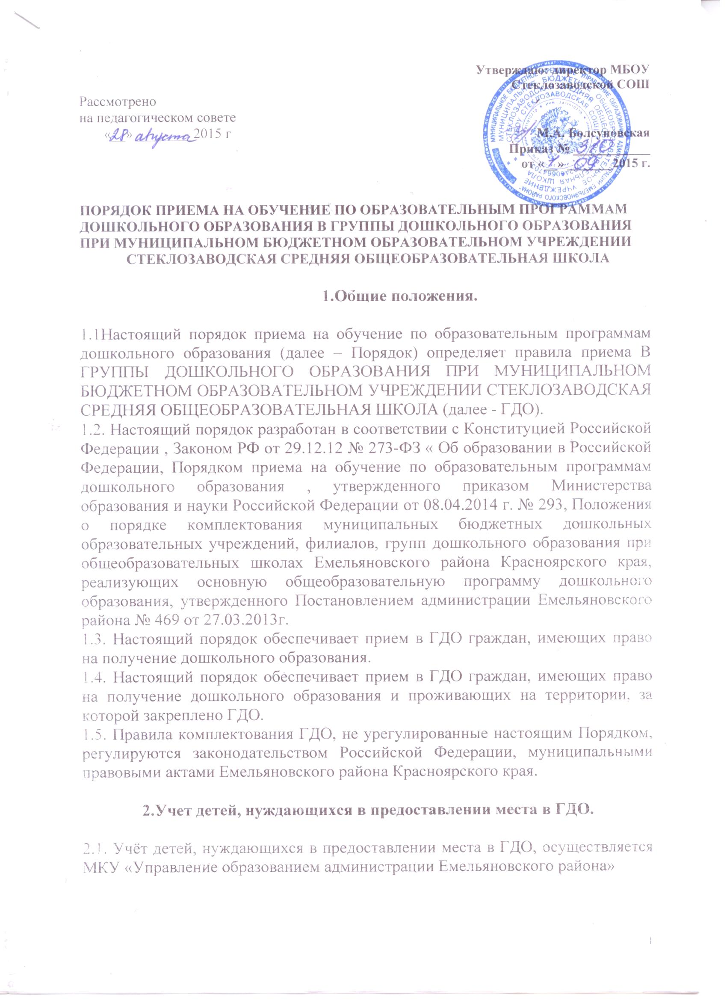 Утверждаю: директор МБОУ
Стеклозаводской СОШ
Рассмотрено
на педагогическом совете
«28» августа 2015 г
М.А. Болсуновская
Приказ № 310
от «1» 09 2015 г.
ПОРЯДОК ПРИЕМА НА ОБУЧЕНИЕ ПО ОБРАЗОВАТЕЛЬНЫМ ПРОГРАММАМ
ДОШКОЛЬНОГО ОБРАЗОВАНИЯ В ГРУППЫ ДОШКОЛЬНОГО ОБРАЗОВАНИЯ
ПРИ МУНИЦИПАЛЬНОМ БЮДЖЕТНОМ ОБРАЗОВАТЕЛЬНОМ УЧРЕЖДЕНИИ
СТЕКЛОЗАВОДСКАЯ СРЕДНЯЯ ОБЩЕОБРАЗОВАТЕЛЬНАЯ ШКОЛА
1.Общие положения.
1.1Настоящий порядок приема на обучение по образовательным программам
дошкольного образования (далее – Порядок) определяет правила приема В
ГРУППЫ ДОШКОЛЬНОГО ОБРАЗОВАНИЯ ПРИ МУНИЦИПАЛЬНОМ
БЮДЖЕТНОМ ОБРАЗОВАТЕЛЬНОМ УЧРЕЖДЕНИИ СТЕКЛОЗАВОДСКАЯ
СРЕДНЯЯ ОБЩЕОБРАЗОВАТЕЛЬНАЯ ШКОЛА (далее - ГДО).
1.2. Настоящий порядок разработан в соответствии с Конституцией Российской
Федерации , Законом РФ от 29.12.12 № 273-ФЗ « Об образовании в Российской
Федерации, Порядком приема на обучение по образовательным программам
дошкольного образования , утвержденного приказом Министерства
образования и науки Российской Федерации от 08.04.2014 г. № 293, Положения
о порядке комплектования муниципальных бюджетных дошкольных
образовательных учреждений, филиалов, групп дошкольного образования при
общеобразовательных школах Емельяновского района Красноярского края,
реализующих основную общеобразовательную программу дошкольного
образования, утвержденного Постановлением администрации Емельяновского
района № 469 от 27.03.2013г.
1.3. Настоящий порядок обеспечивает прием в ГДО граждан, имеющих право
на получение дошкольного образования.
1.4. Настоящий порядок обеспечивает прием в ГДО граждан, имеющих право
на получение дошкольного образования и проживающих на территории, за
которой закреплено ГДО.
1.5. Правила комплектования ГДО, не урегулированные настоящим Порядком,
регулируются законодательством Российской Федерации, муниципальными
правовыми актами Емельяновского района Красноярского края.
2.Учет детей, нуждающихся в предоставлении места в ГДО.
2.1. Учёт детей, нуждающихся в предоставлении места в ГДО, осуществляется
МКУ «Управление образованием администрации Емельяновского района»
1